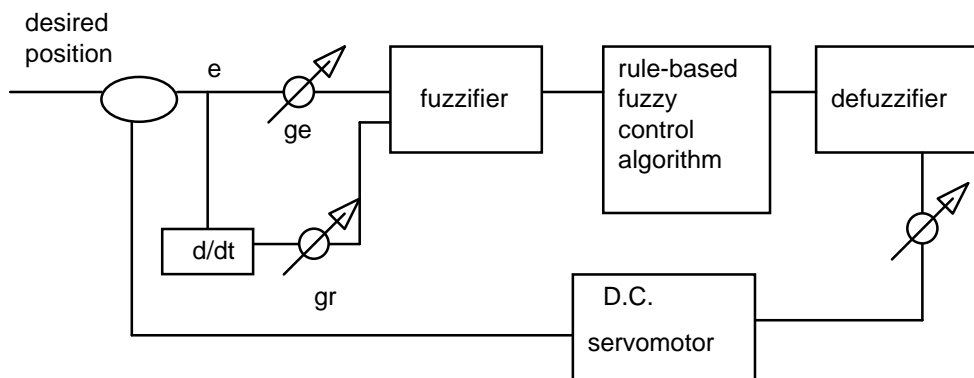 desired
position
e
ge
fuzzifier
rule-based
fuzzy
control
algorithm
defuzzifier
d/dt
gr
D.C.
servomotor